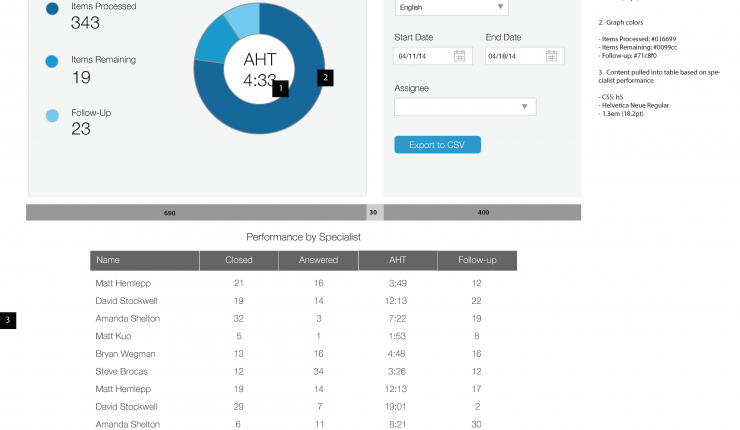 Items Processed
343
Items Remaining
19
Follow-Up
23
AHT
4:33
1
2
English
Start Date End Date
04/11/14 04/18/14
Assignee
Export to CSV
2. Graph colors
- Items Processed: #016699
- Items Remaining: #0099cc
- Follow-up: #71c8f0
3. Content pulled into table based on spe-
cialist performance
- CSS: h5
- Helvetica Neue Regular
- 1.3em (18.2pt)
690 30 400
Performance by Specialist
Name Closed Answered AHT Follow-up
Matt Hemlepp 21 16 3:49 12
David Stockwell 19 14 12:13 22
3
Amanda Shelton 32 3 7:22 19
Matt Kuo 5 1 1:53 8
Bryan Wegman 13 16 4:48 16
Steve Brocas 12 34 3:26 12
Matt Hemlepp 19 14 12:13 17
David Stockwell 29 7 19:01 2
Amanda Shelton 6 11 8:21 30